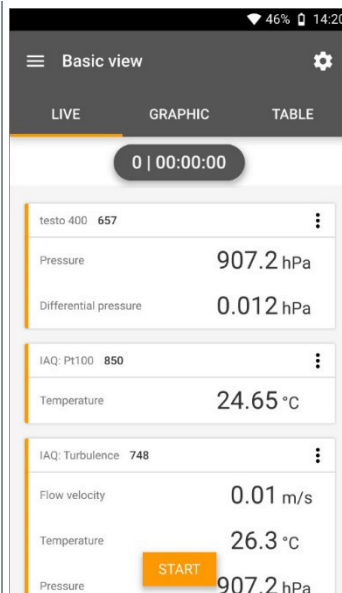 46% 14:20
Basic view
LIVE GRAPHIC TABLE
0 | 00:00:00
testo 400 657
Pressure 907.2 hPa
Differential pressure 0.012 hPa
IAQ: Pt100 850
Temperature 24.65 °C
IAQ: Turbulence 748
Flow velocity 0.01 m/s
Temperature 26.3 °C
START
Pressure 907.2 hPa